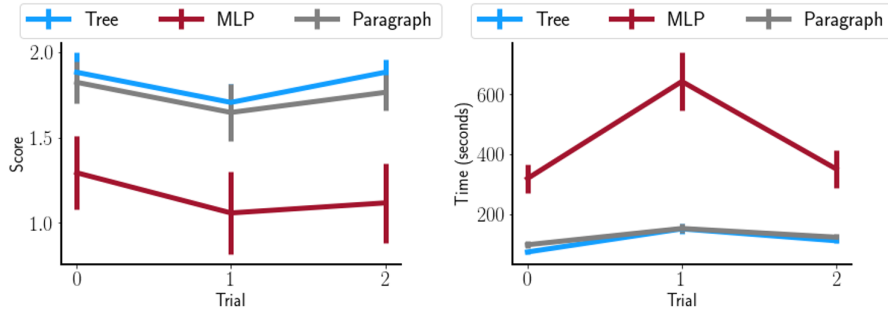 Tree MLP Paragraph
2.0
1.5
1.0
Score
0 1 2
Trial
Tree MLP Paragraph
600
400
200
Time (seconds)
0 1 2
Trial